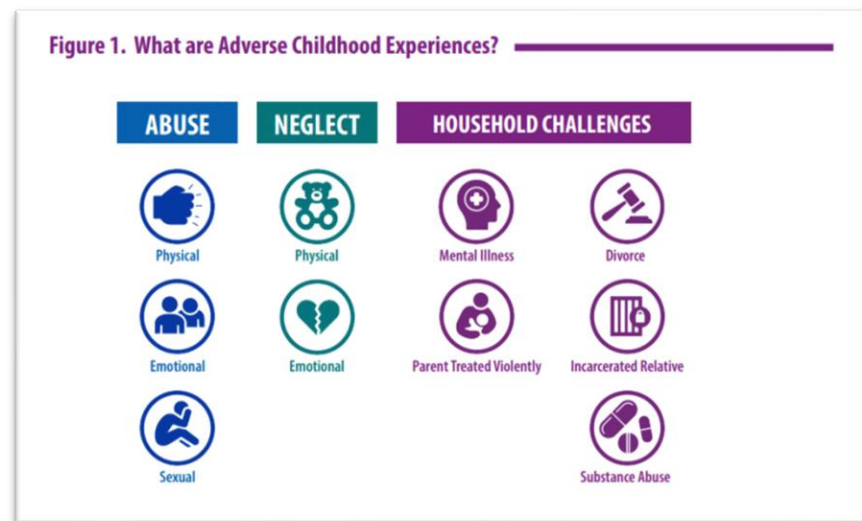 Figure 1. What are Adverse Childhood Experiences?
ABUSE
NEGLECT
HOUSEHOLD CHALLENGES
Physical
Physical
Mental Illness
Divorce
Emotional
Emotional
Parent Treated Violently
Incarcerated Relative
Sexual
Substance Abuse